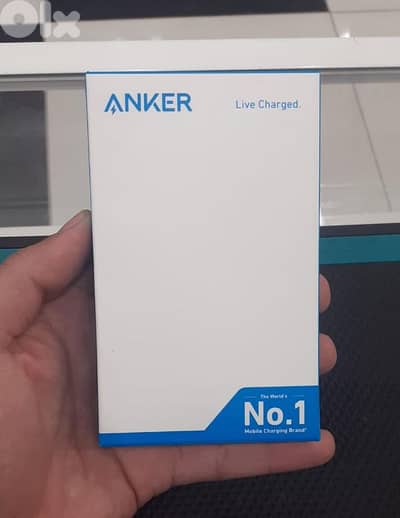 OLX
ANKER
Live Charged.
The World's
No.1
Mobile Charging Brand*